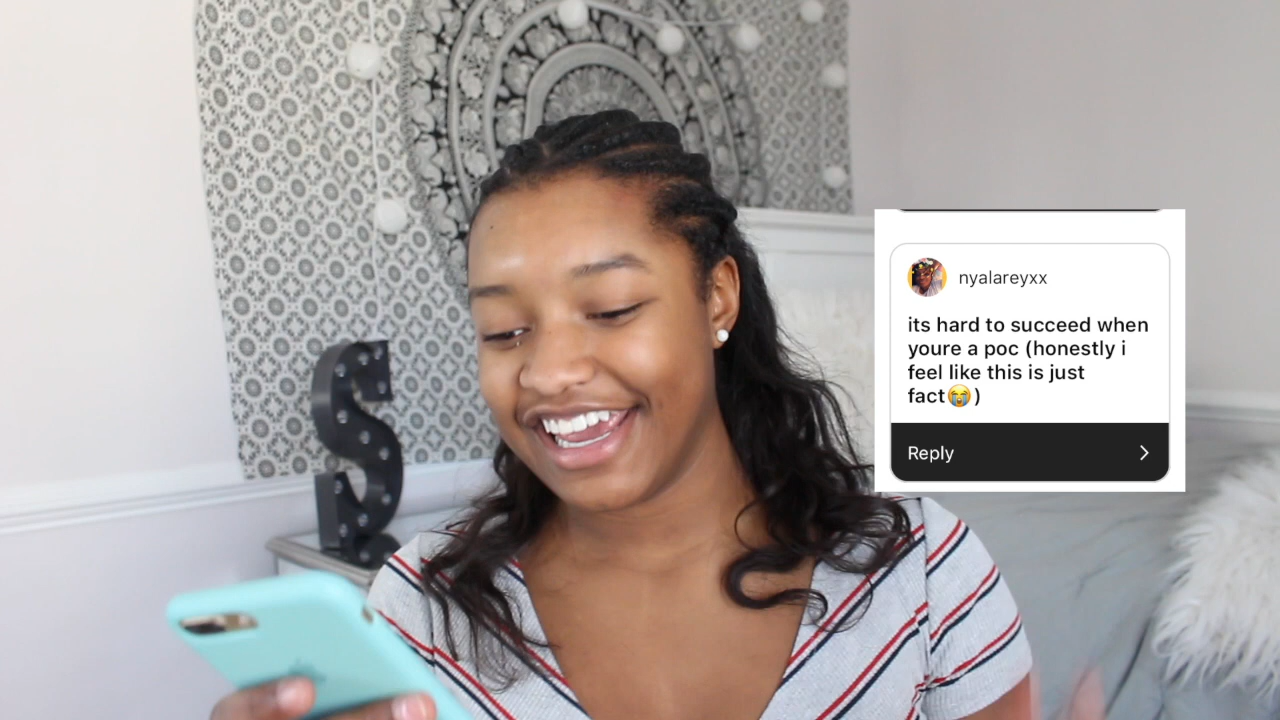 S
nyalareyxx
its hard to succeed when
youre a poc (honestly i
feel like this is just
fact😭)
Reply